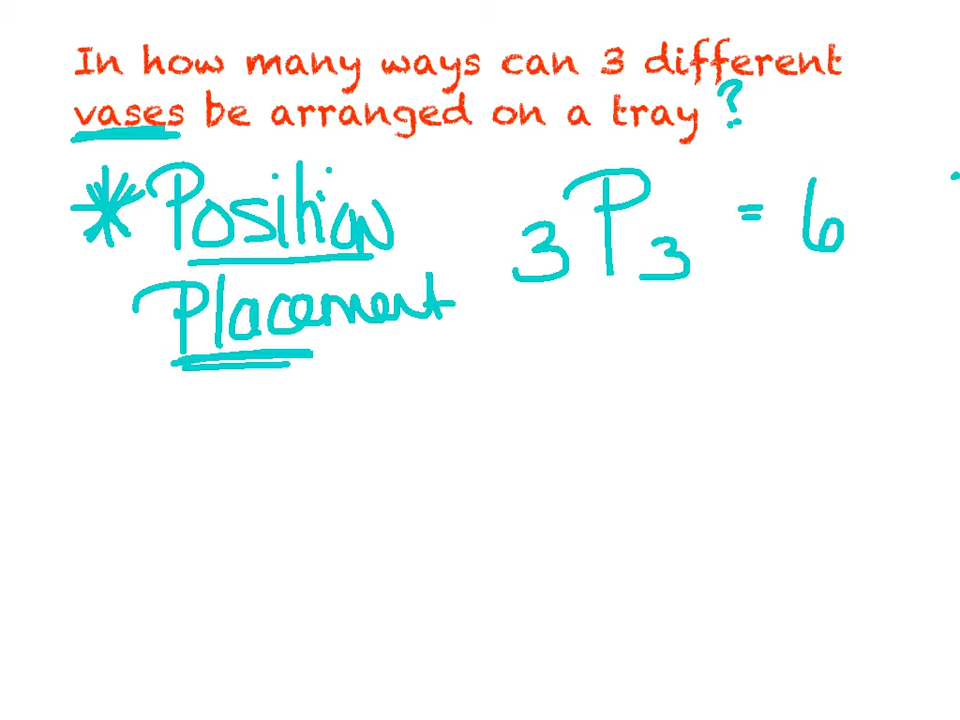 In how many ways can 3 different
vases be arranged on a tray ?
* Position
Placement
3P3 = 6